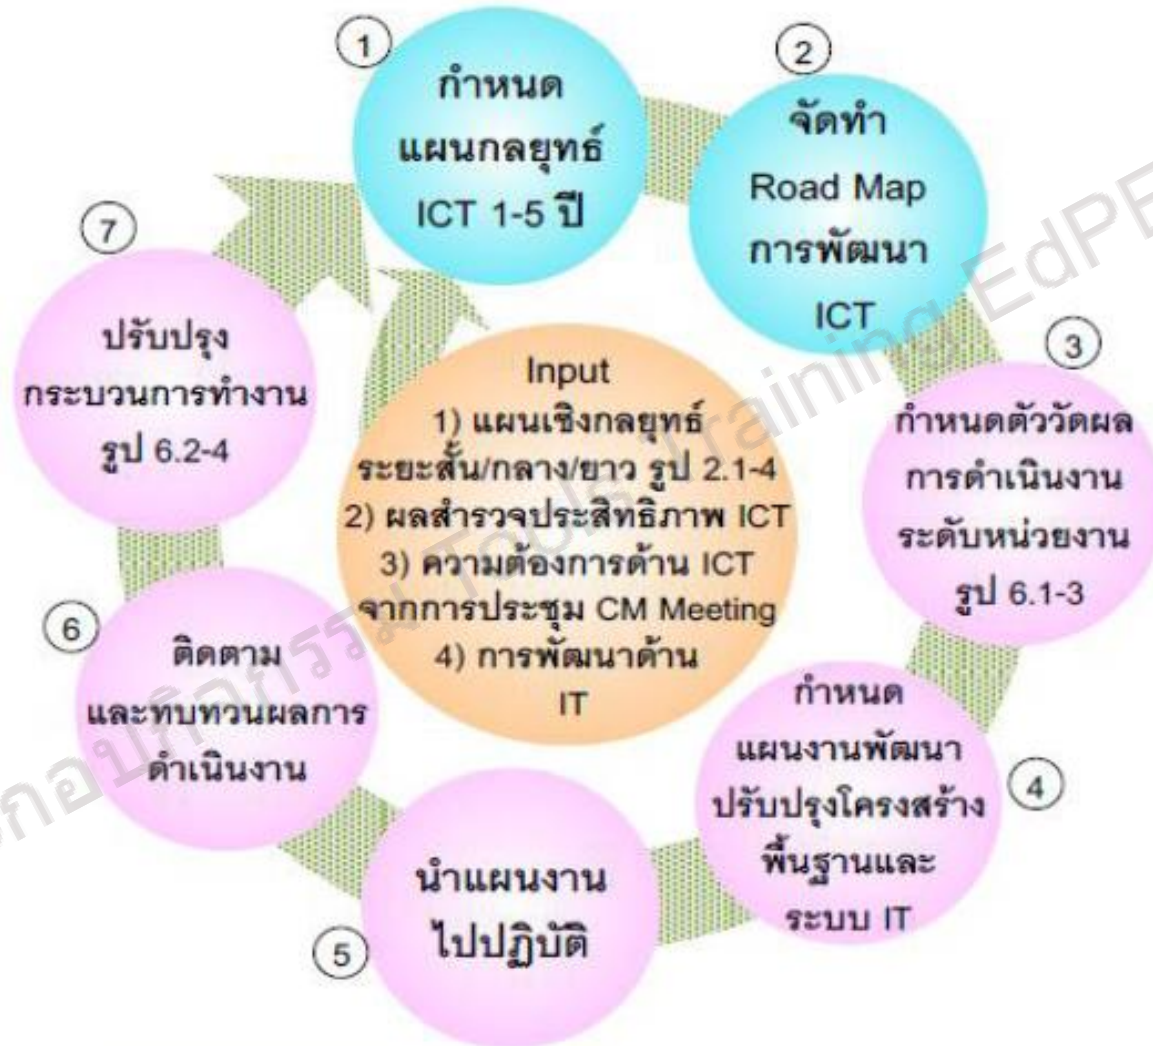 1
กำหนด
แผนกลยุทธ์
ICT 1-5 ปี
2
จัดทำ
Road Map
การพัฒนา
ICT
3
กำหนดตัววัดผล
การดำเนินงาน
ระดับหน่วยงาน
รูป 6.1-3
4
กำหนด
แผนงานพัฒนา
ปรับปรุงโครงสร้าง
พื้นฐานและ
ระบบ IT
5
นำแผนงาน
ไปปฏิบัติ
6
ติดตาม
และทบทวนผลการ
ดำเนินงาน
7
ปรับปรุง
กระบวนการทำงาน
รูป 6.2-4
Input
1) แผนเชิงกลยุทธ์
ระยะสั้น/กลาง/ยาว รูป 2.1-4
2) ผลสำรวจประสิทธิภาพ ICT
3) ความต้องการด้าน ICT
จากการประชุม CM Meeting
4) การพัฒนาด้าน
IT
Tools Training